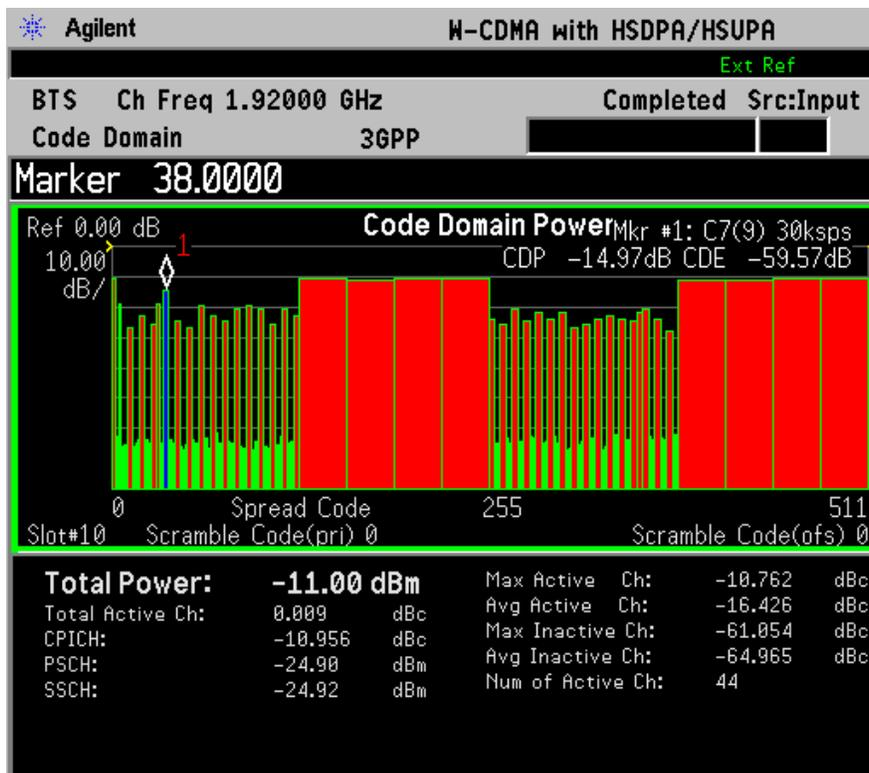 Agilent W-CDMA with HSDPA/HSUPA
Ext Ref
BTS Ch Freq 1.92000 GHz Completed Src:Input
Code Domain 3GPP
Marker 38.0000
Ref 0.00 dB Code Domain Power Mkr #1: C7(9) 30ksps
1
10.00 CDP -14.97dB CDE -59.57dB
dB/
0 Spread Code 255 511
Slot#10 Scramble Code(pri) 0 Scramble Code(ofs) 0
Total Power: -11.00 dBm Max Active Ch: -10.762 dBc
Total Active Ch: 0.009 dBc Avg Active Ch: -16.426 dBc
CPICH: -10.956 dBc Max Inactive Ch: -61.054 dBc
PSCH: -24.90 dBm Avg Inactive Ch: -64.965 dBc
SSCH: -24.92 dBm Num of Active Ch: 44